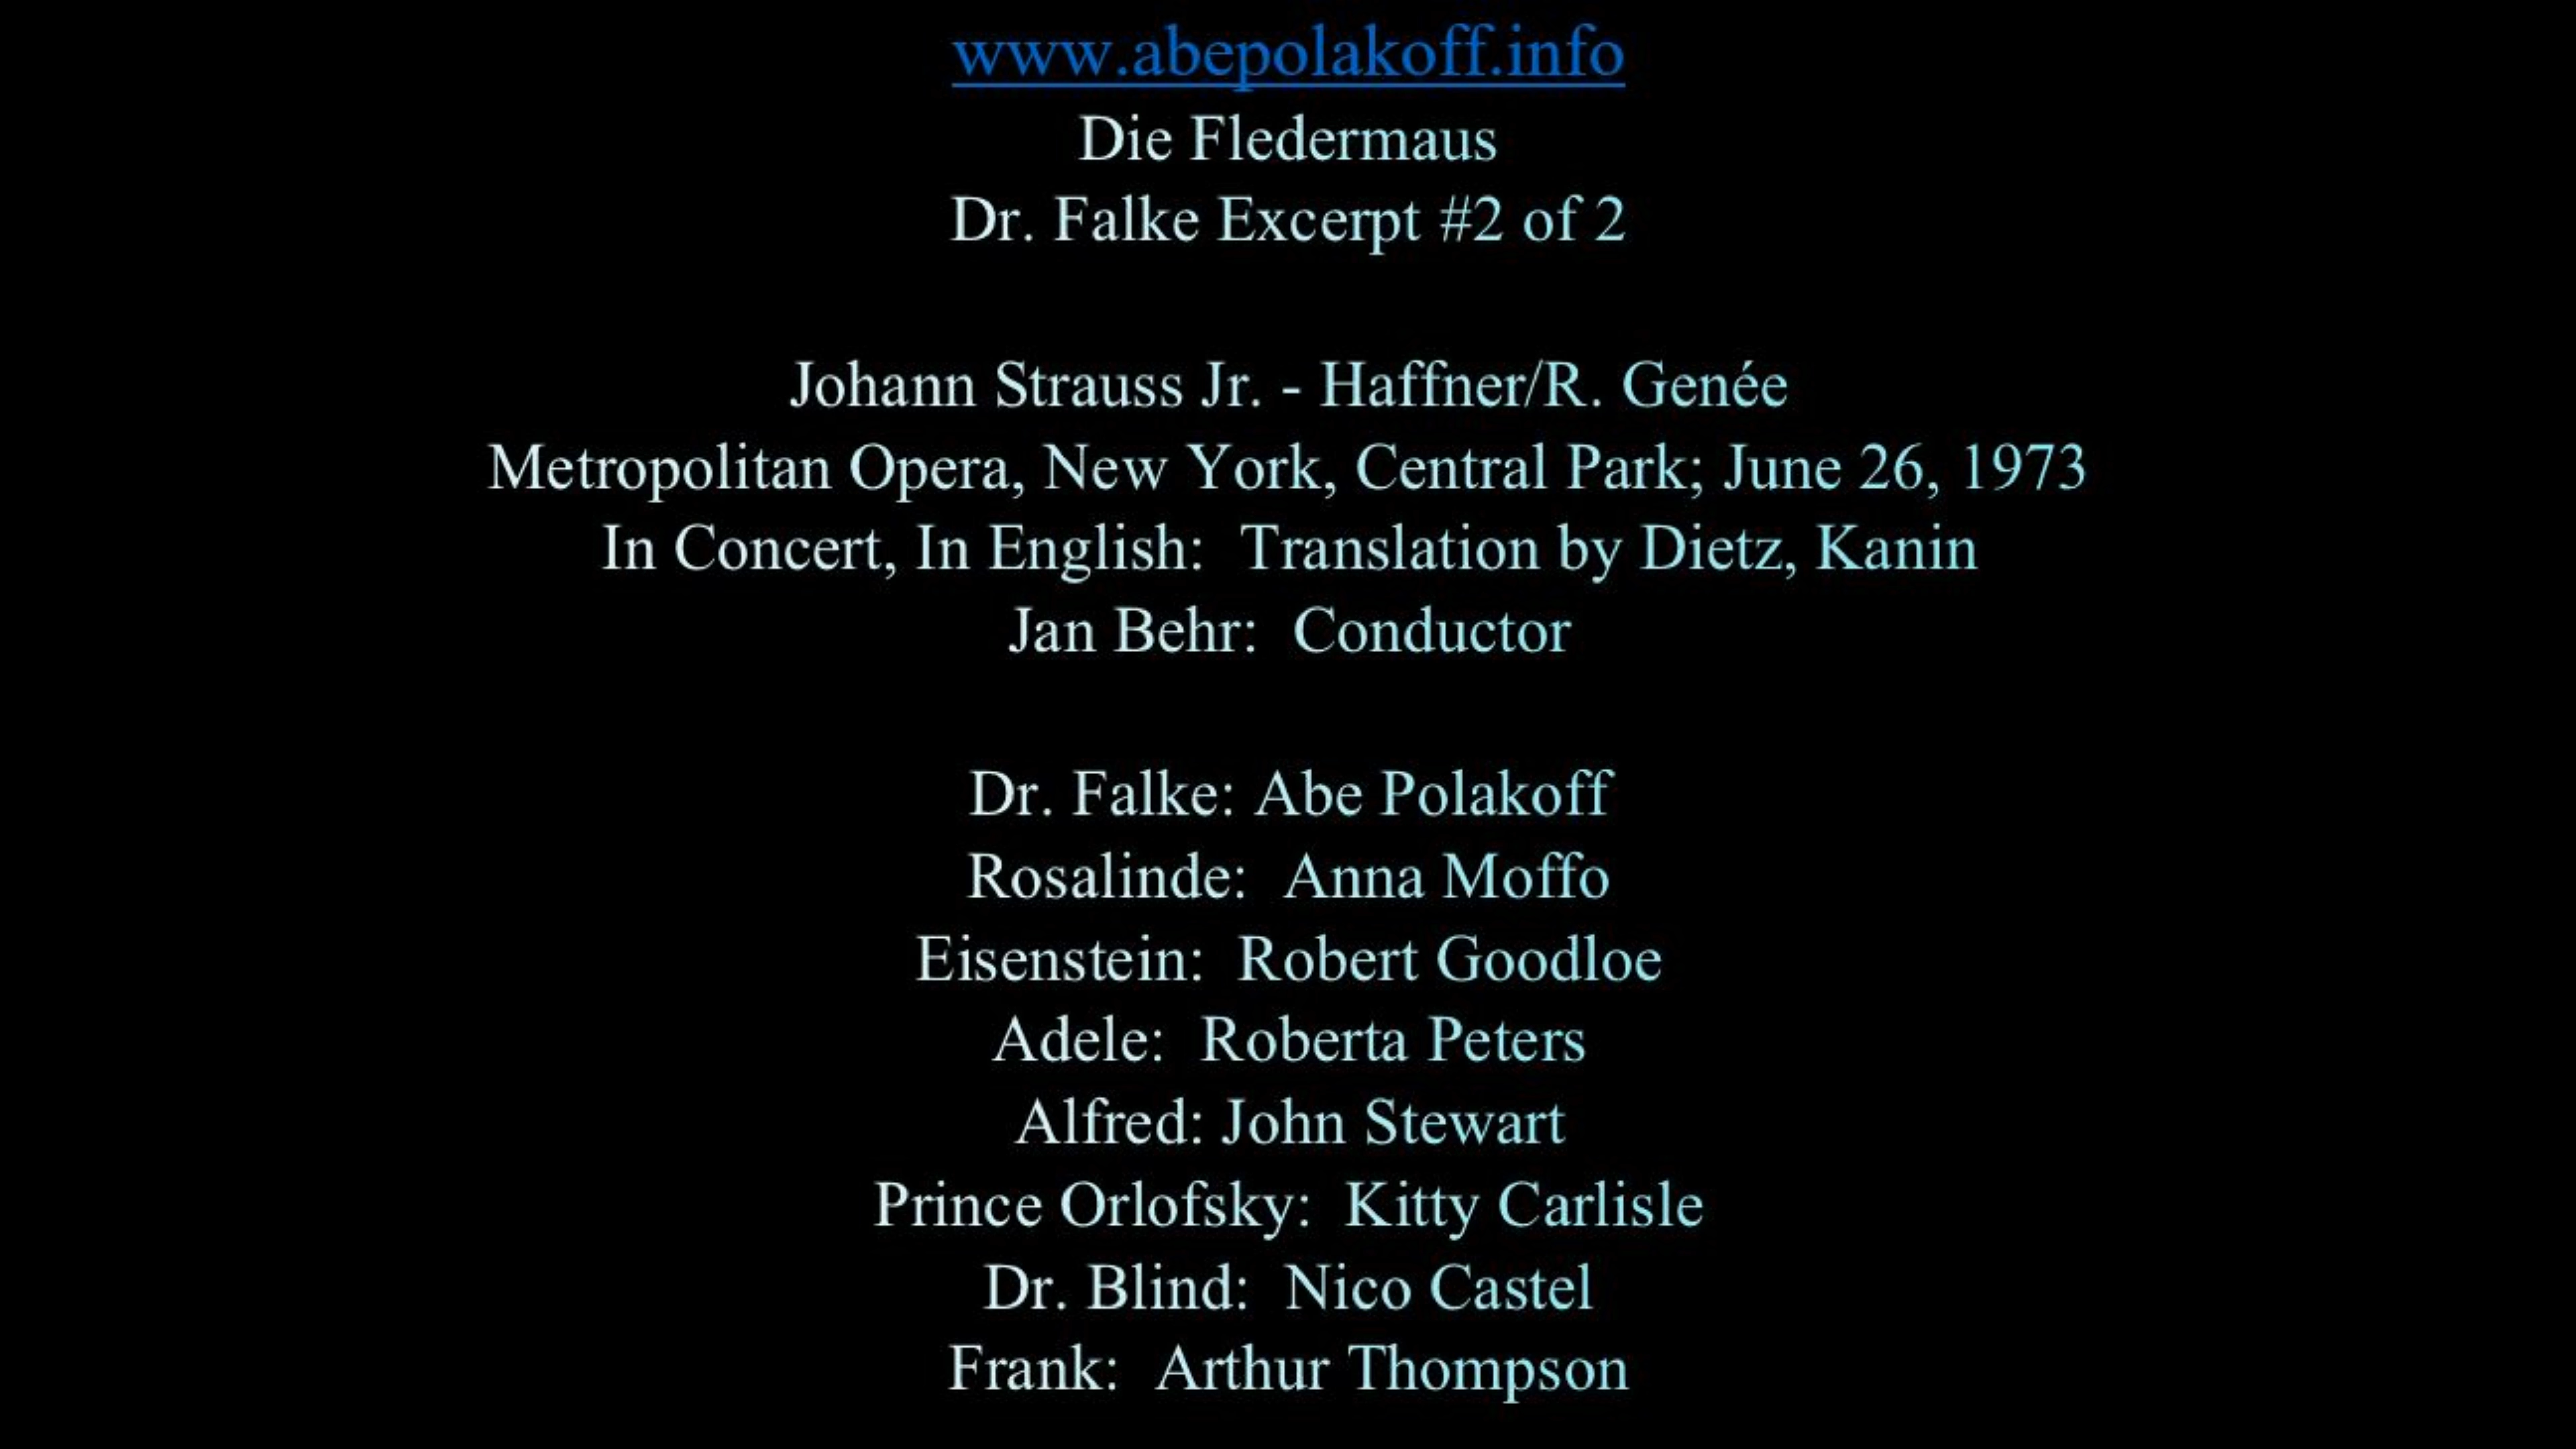 www.abepolakoff.info
Die Fledermaus
Dr. Falke Excerpt #2 of 2
Johann Strauss Jr. - Haffner/R. Genée
Metropolitan Opera, New York, Central Park; June 26, 1973
In Concert, In English:  Translation by Dietz, Kanin
Jan Behr:  Conductor
Dr. Falke: Abe Polakoff
Rosalinde:  Anna Moffo
Eisenstein:  Robert Goodloe
Adele:  Roberta Peters
Alfred: John Stewart
Prince Orlofsky:  Kitty Carlisle
Dr. Blind:  Nico Castel
Frank:  Arthur Thompson